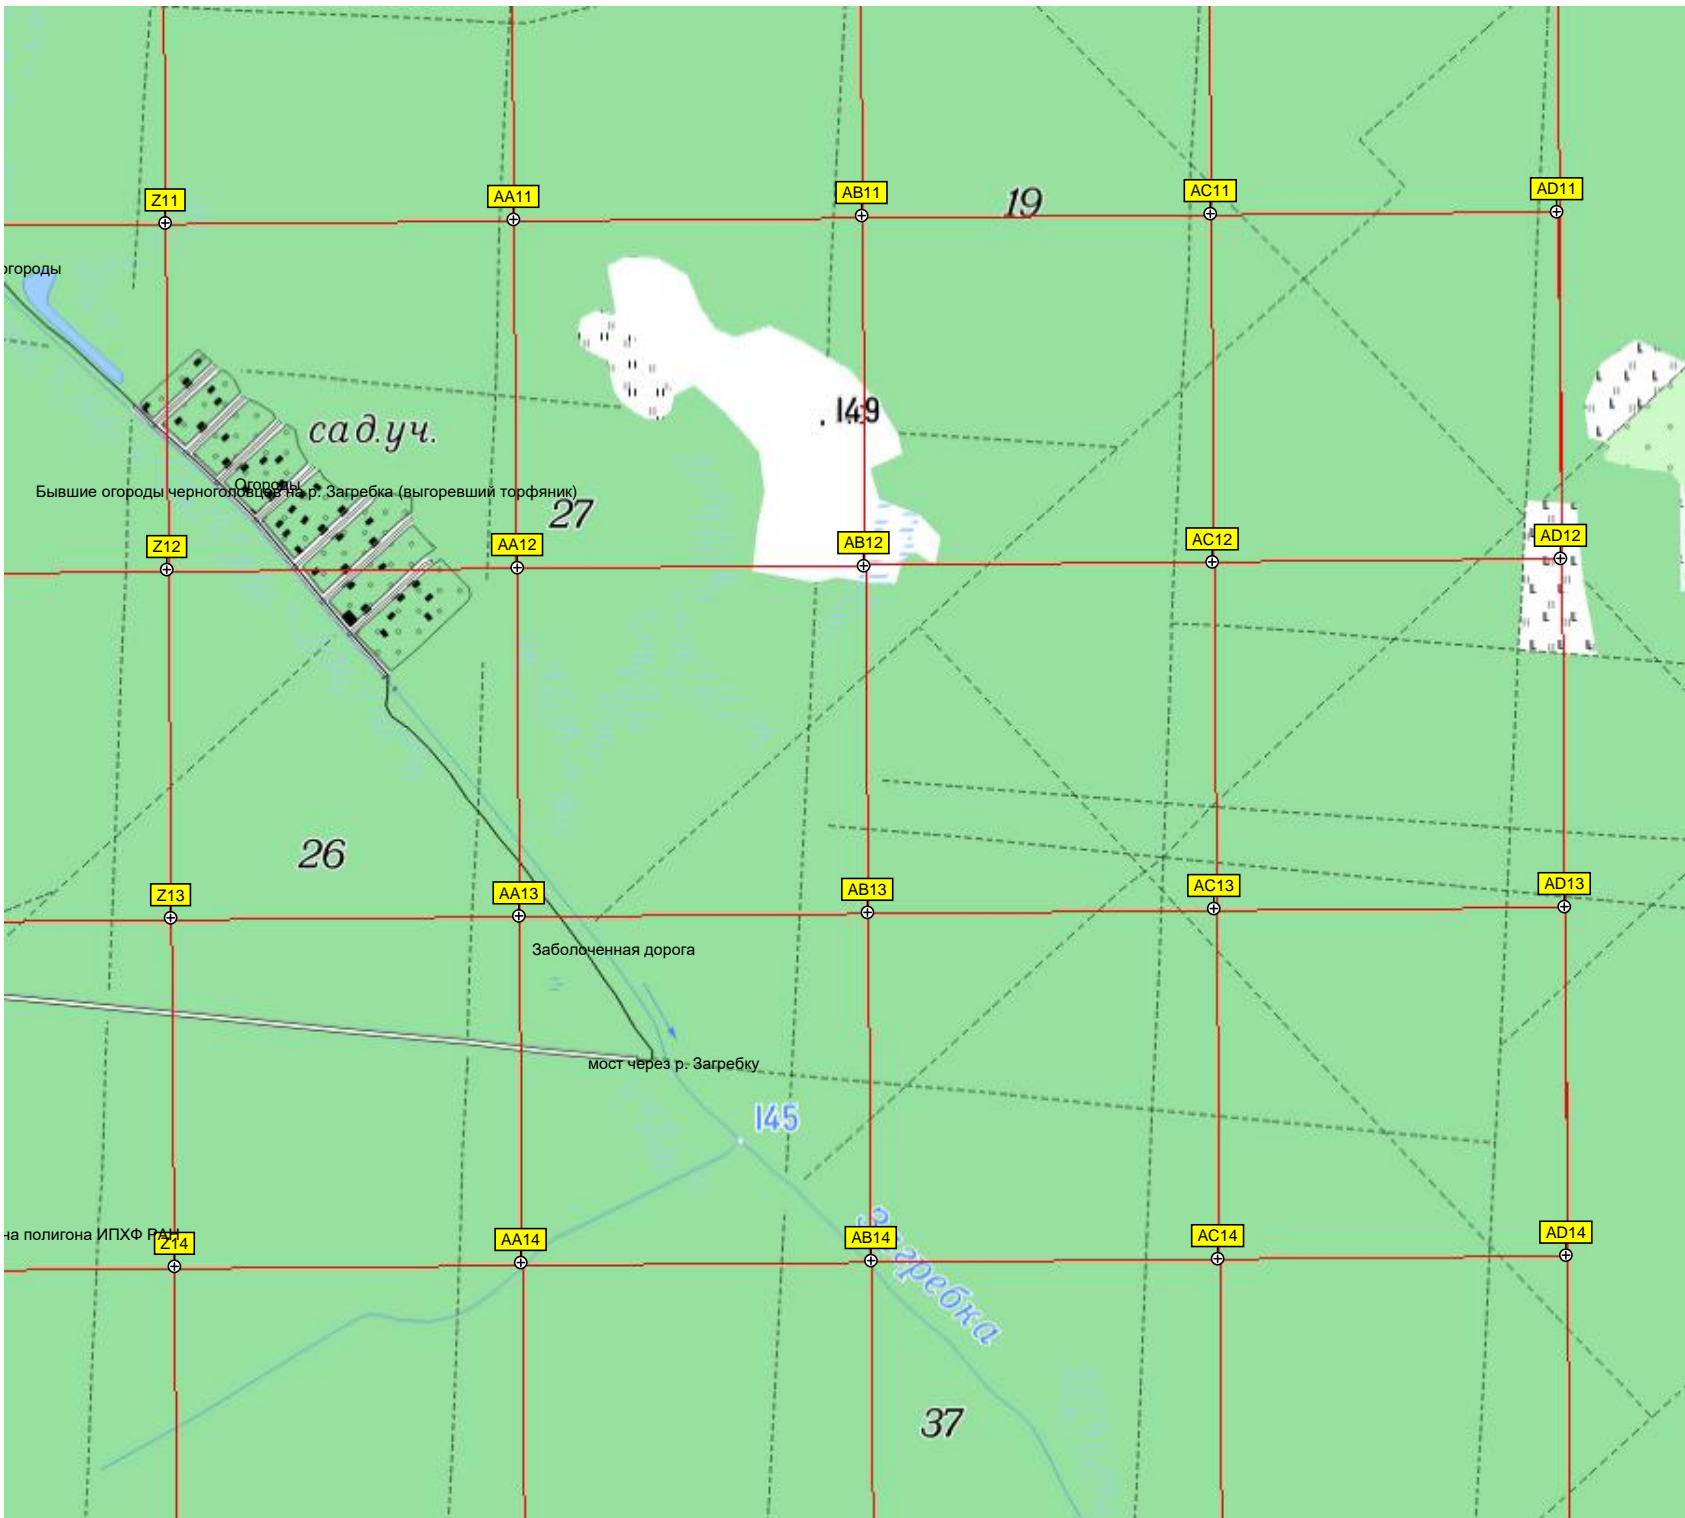 Z11
AA11
AB11
19
AC11
AD11
огороды
149
сад.уч.
Огороды
Бывшие огороды черноголовцев на р. Загребка (выгоревший торфяник)
27
Z12
AA12
AB12
AC12
AD12
26
Z13
AA13
AB13
AC13
AD13
Заболоченная дорога
мост через р. Загребку
145
на полигона ИПХФ РАН
Z14
AA14
AB14
AC14
AD14
Загребка
37